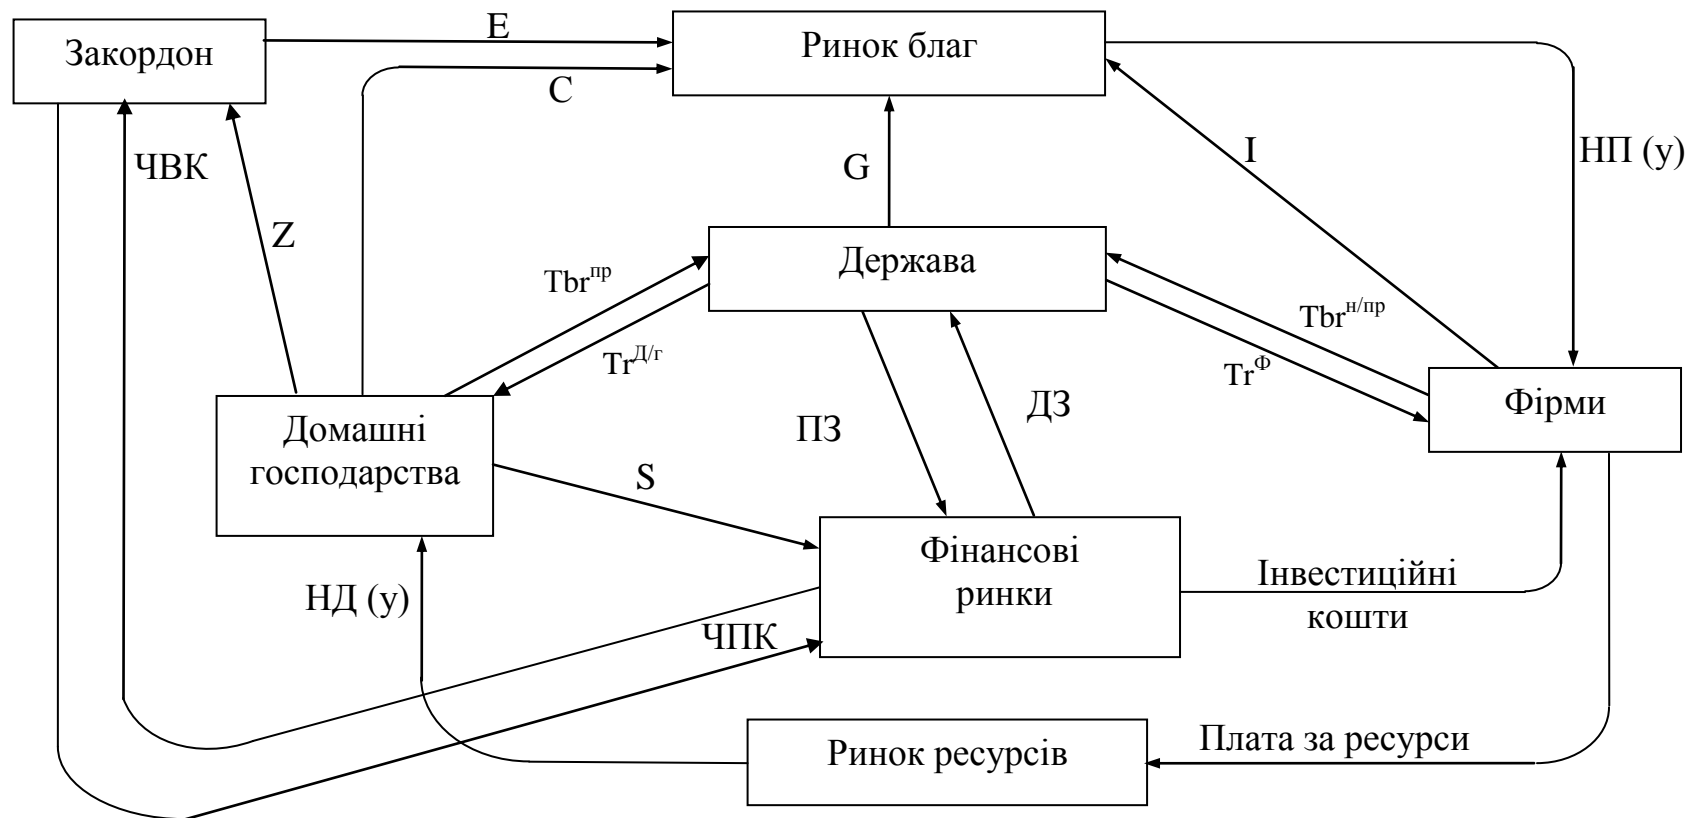 E
Закордон
Ринок благ
C
ЧВК
G
I
НП (у)
Z
Держава
Tbr^пр
Tbr^н/пр
Tr^Д/г
Tr^Ф
Фірми
Домашні
господарства
ПЗ
ДЗ
S
Фінансові
ринки
НД (у)
ЧПК
Інвестиційні
кошти
Ринок ресурсів
Плата за ресурси